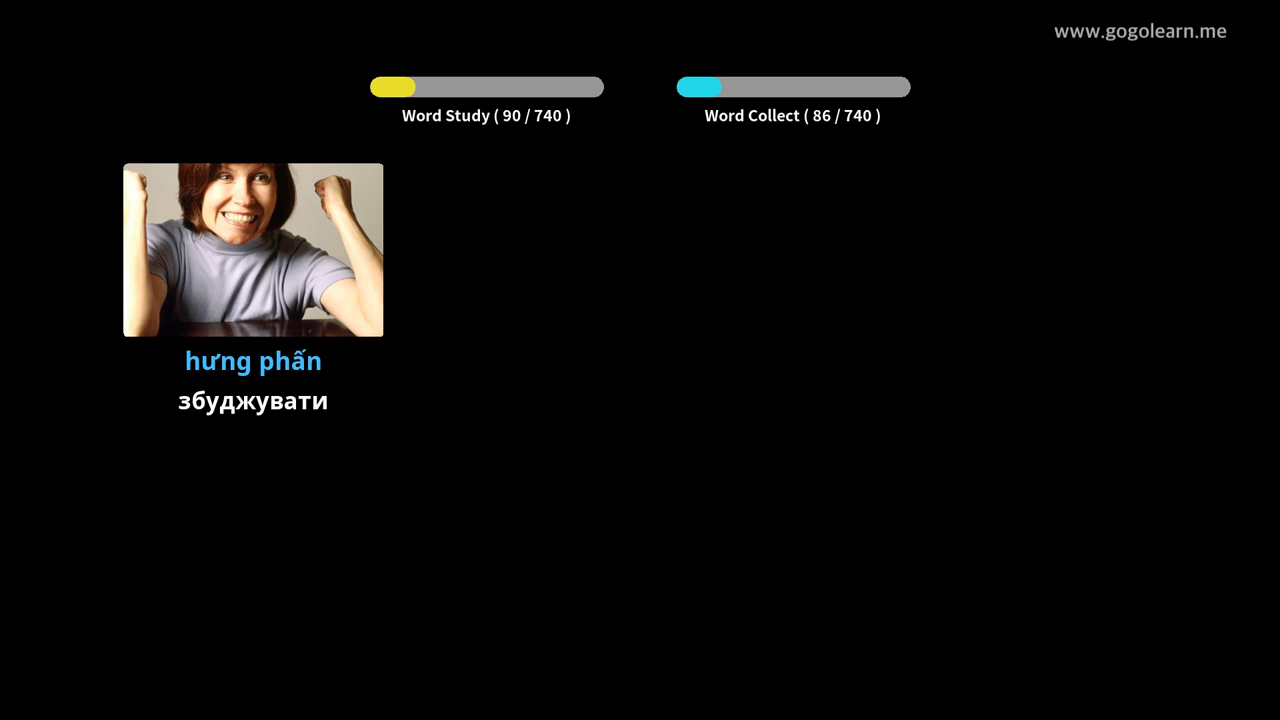 www.gogolearn.me
Word Study ( 90 / 740 )
Word Collect ( 86 / 740 )
hưng phấn
збуджувати